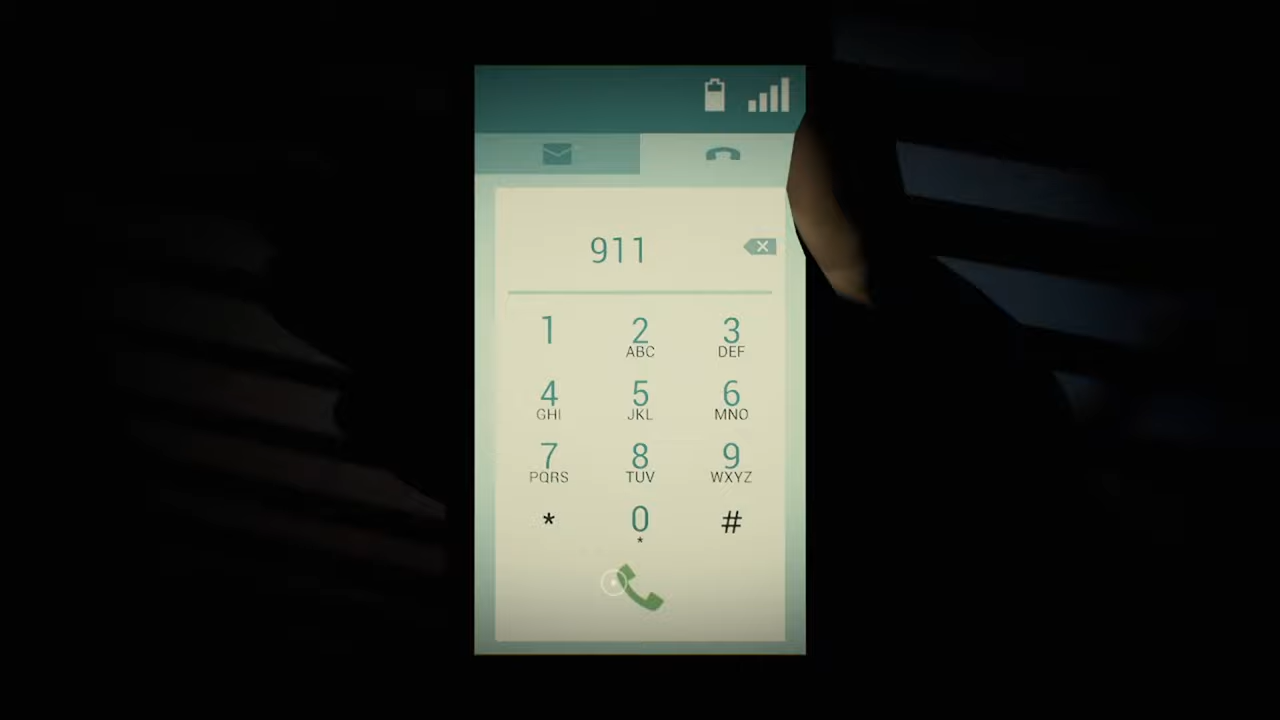 911
1 2 3
ABC DEF
4 5 6
GHI JKL MNO
7 8 9
PQRS TUV WXYZ
* 0 #
*